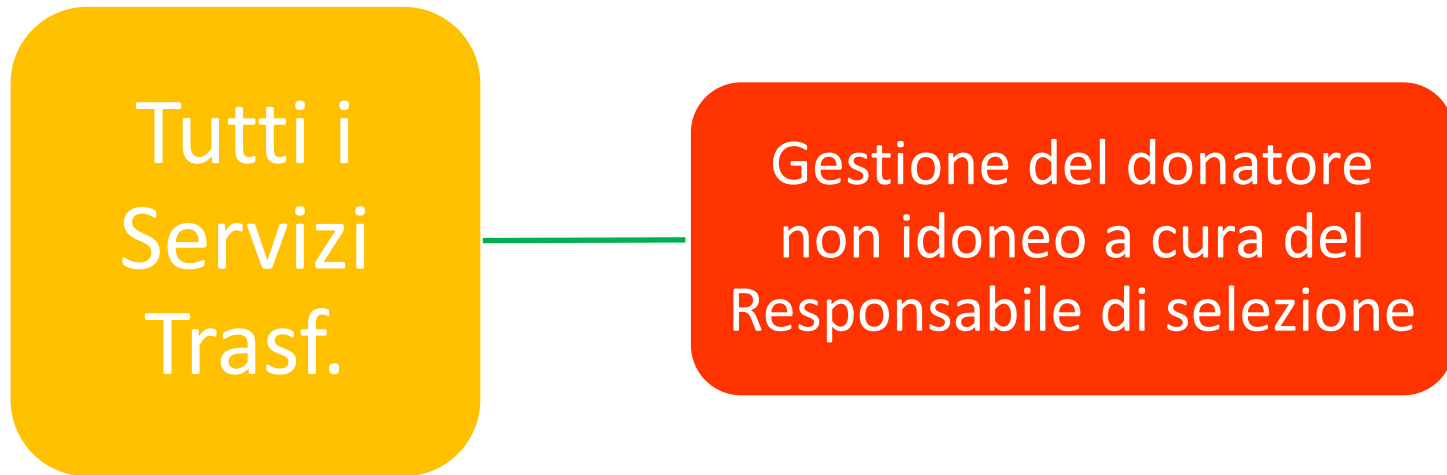 Tutti i
Servizi
Trasf.
Gestione del donatore
non idoneo a cura del
Responsabile di selezione